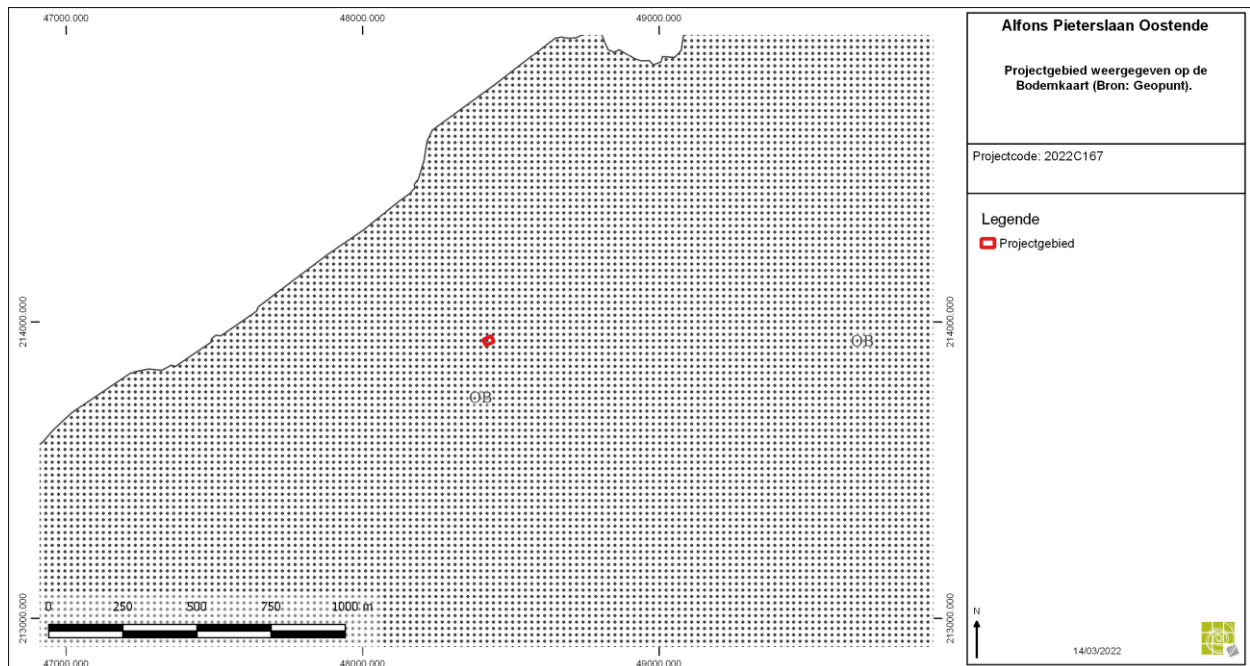 47000.000 48000.000 49000.000
Alfons Pieterslaan Oostende
Projectgebied weergegeven op de
Bodemkaart (Bron: Geopunt).
Projectcode: 2022C167
Legende
Projectgebied
214000.000 214000.000
OB
OB
0 250 500 750 1000 m
213000.000 213000.000
N
14/03/2022
47000.000 48000.000 49000.000